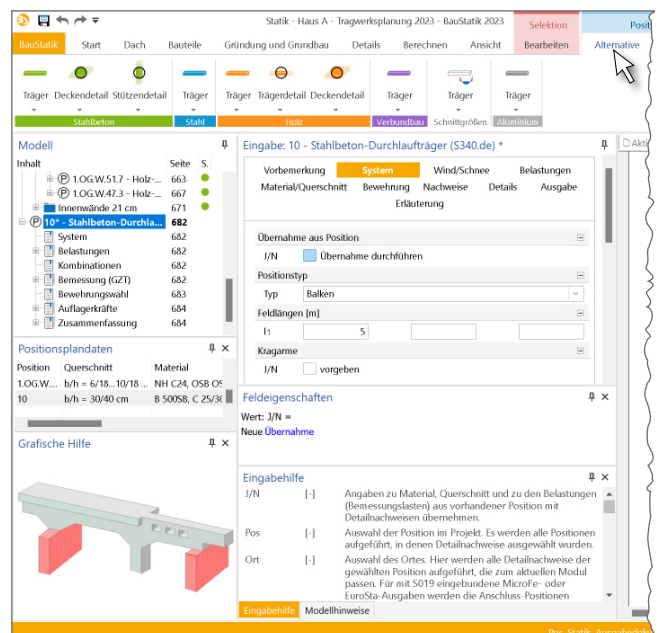 Statik - Haus A - Tragwerksplanung 2023 - BauStatik 2023
Selektion
Posit
BauStatik Start Dach Bauteile Gründung und Grundbau Details Berechnen Ansicht Bearbeiten Alternative
Träger Deckendetail Stützendetail Träger Träger Trägerdetail Deckendetail Träger Träger Träger
Stahlbeton Stahl Holz Verbundbau Schnittgrößen Aluminium
Modell
Inhalt Seite S.
P 1.OG.W.51.7 - Holz-... 663
P 1.OG.W.47.3 - Holz-... 667
Innenwände 21 cm 671
P 10* - Stahlbeton-Durchla... 682
System 682
Belastungen 682
Kombinationen 682
Bemessung (GZT) 682
Bewehrungswahl 683
Auflagerkräfte 684
Zusammenfassung 684
Positionsplandaten
Position Querschnitt Material
1.OG.W.... b/h = 6/18...10/18 ... NH C24, OSB OS
10 b/h = 30/40 cm B 500SB, C 25/30
Grafische Hilfe
Eingabe: 10 - Stahlbeton-Durchlaufträger (S340.de) *
Vorbemerkung System Wind/Schnee Belastungen
Material/Querschnitt Bewehrung Nachweise Details Ausgabe
Erläuterung
Übernahme aus Position
J/N Übernahme durchführen
Positionstyp
Typ Balken
Feldlängen [m]
l1 5
Kragarme
J/N vorgeben
Feldeigenschaften
Wert: J/N =
Neue Übernahme
Eingabehilfe
J/N [-] Angaben zu Material, Querschnitt und zu den Belastungen
(Bemessungslasten) aus vorhandener Position mit
Detailnachweisen übernehmen.
Pos [-] Auswahl der Position im Projekt. Es werden alle Positionen
aufgeführt, in denen Detailnachweise ausgewählt wurden.
Ort [-] Auswahl des Ortes. Hier werden alle Detailnachweise der
gewählten Position aufgeführt, die zum aktuellen Modul
passen. Für mit S019 eingebundene MicroFe- oder
EuroSta-Ausgaben werden die Anschluss-Positionen
Eingabehilfe Modellhinweise
Akti